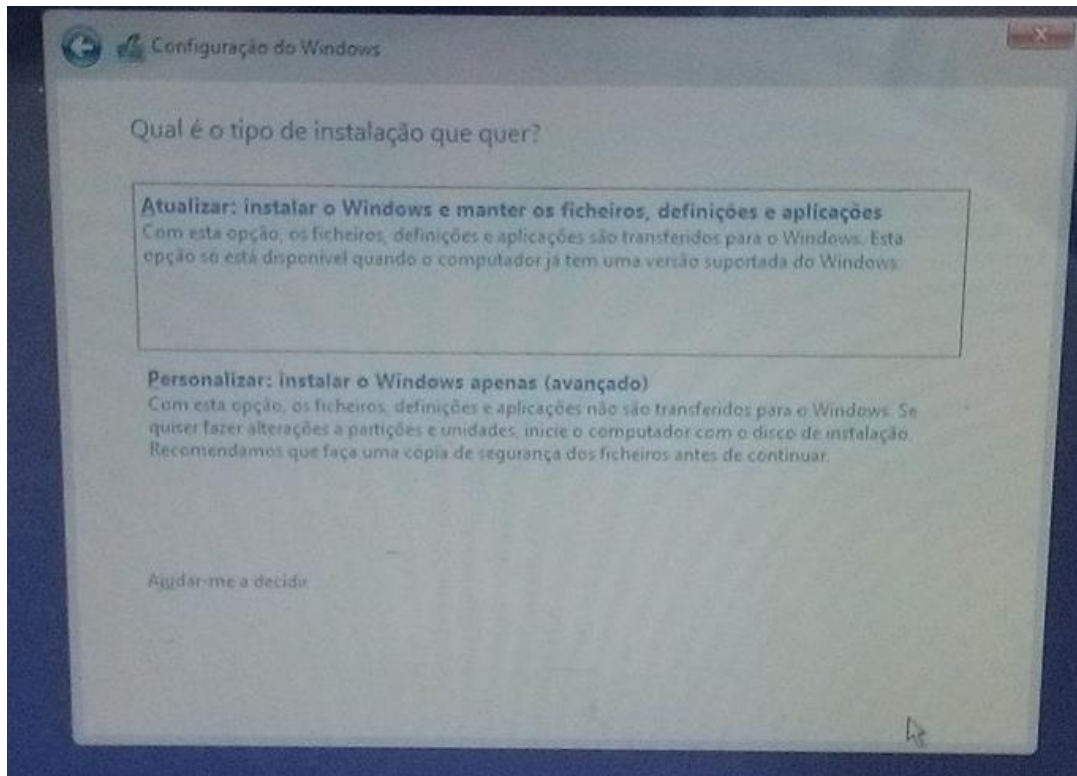 Configuração do Windows
Qual é o tipo de instalação que quer?
Atualizar: instalar o Windows e manter os ficheiros, definições e aplicações
Com esta opção, os ficheiros, definições e aplicações são transferidos para o Windows. Esta
opção só está disponível quando o computador já tem uma versão suportada do Windows.
Personalizar: instalar o Windows apenas (avançado)
Com esta opção, os ficheiros, definições e aplicações não são transferidos para o Windows. Se
quiser fazer alterações a partições e unidades, inicie o computador com o disco de instalação.
Recomendamos que faça uma cópia de segurança dos ficheiros antes de continuar.
Ajudar-me a decidir